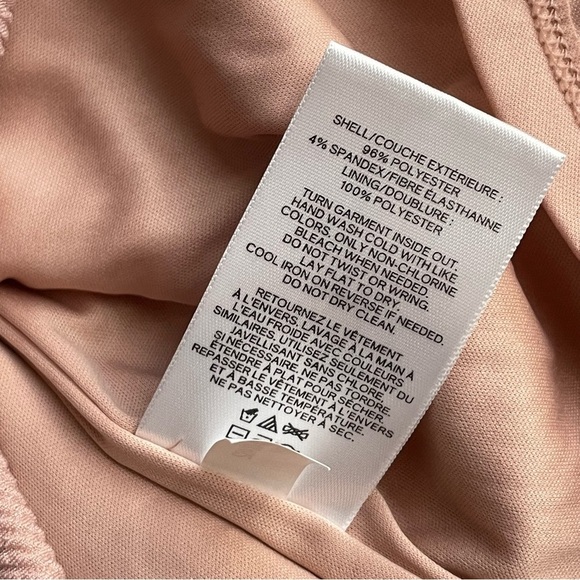 SHELL/COUCHE EXTÉRIEURE :
96% POLYESTER
4% SPANDEX/FIBRE ÉLASTHANNE
LINING/DOUBLURE :
100% POLYESTER
TURN GARMENT INSIDE OUT.
HAND WASH COLD WITH LIKE
COLORS, ONLY NON-CHLORINE
BLEACH WHEN NEEDED.
DO NOT TWIST OR WRING.
LAY FLAT TO DRY.
COOL IRON ON REVERSE IF NEEDED.
DO NOT DRY CLEAN.
RETOURNEZ LE VÊTEMENT
À L'ENVERS, LAVAGE À LA MAIN À
L'EAU FROIDE AVEC COULEURS
SIMILAIRES, UTILISEZ SEULEMENT DU
JAVELLISANT SANS CHLORE
SI NÉCESSAIRE. NE PAS TORDRE.
ÉTENDRE À PLAT POUR SÉCHER.
REPASSER LE VÊTEMENT À L'ENVERS
ET À BASSE TEMPÉRATURE.
NE PAS NETTOYER À SEC.